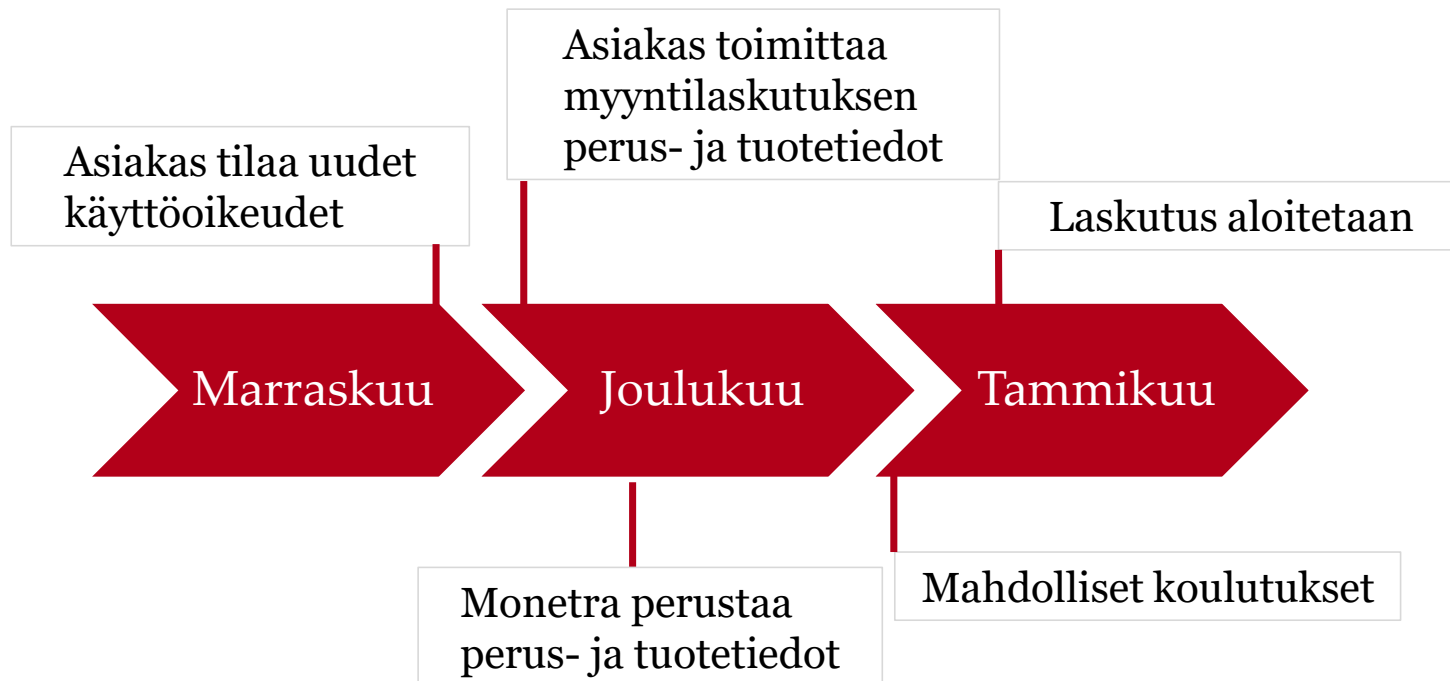 Asiakas toimittaa
myyntilaskutuksen
perus- ja tuotetiedot
Asiakas tilaa uudet
käyttöoikeudet
Laskutus aloitetaan
Marraskuu
Joulukuu
Tammikuu
Monetra perustaa
perus- ja tuotetiedot
Mahdolliset koulutukset